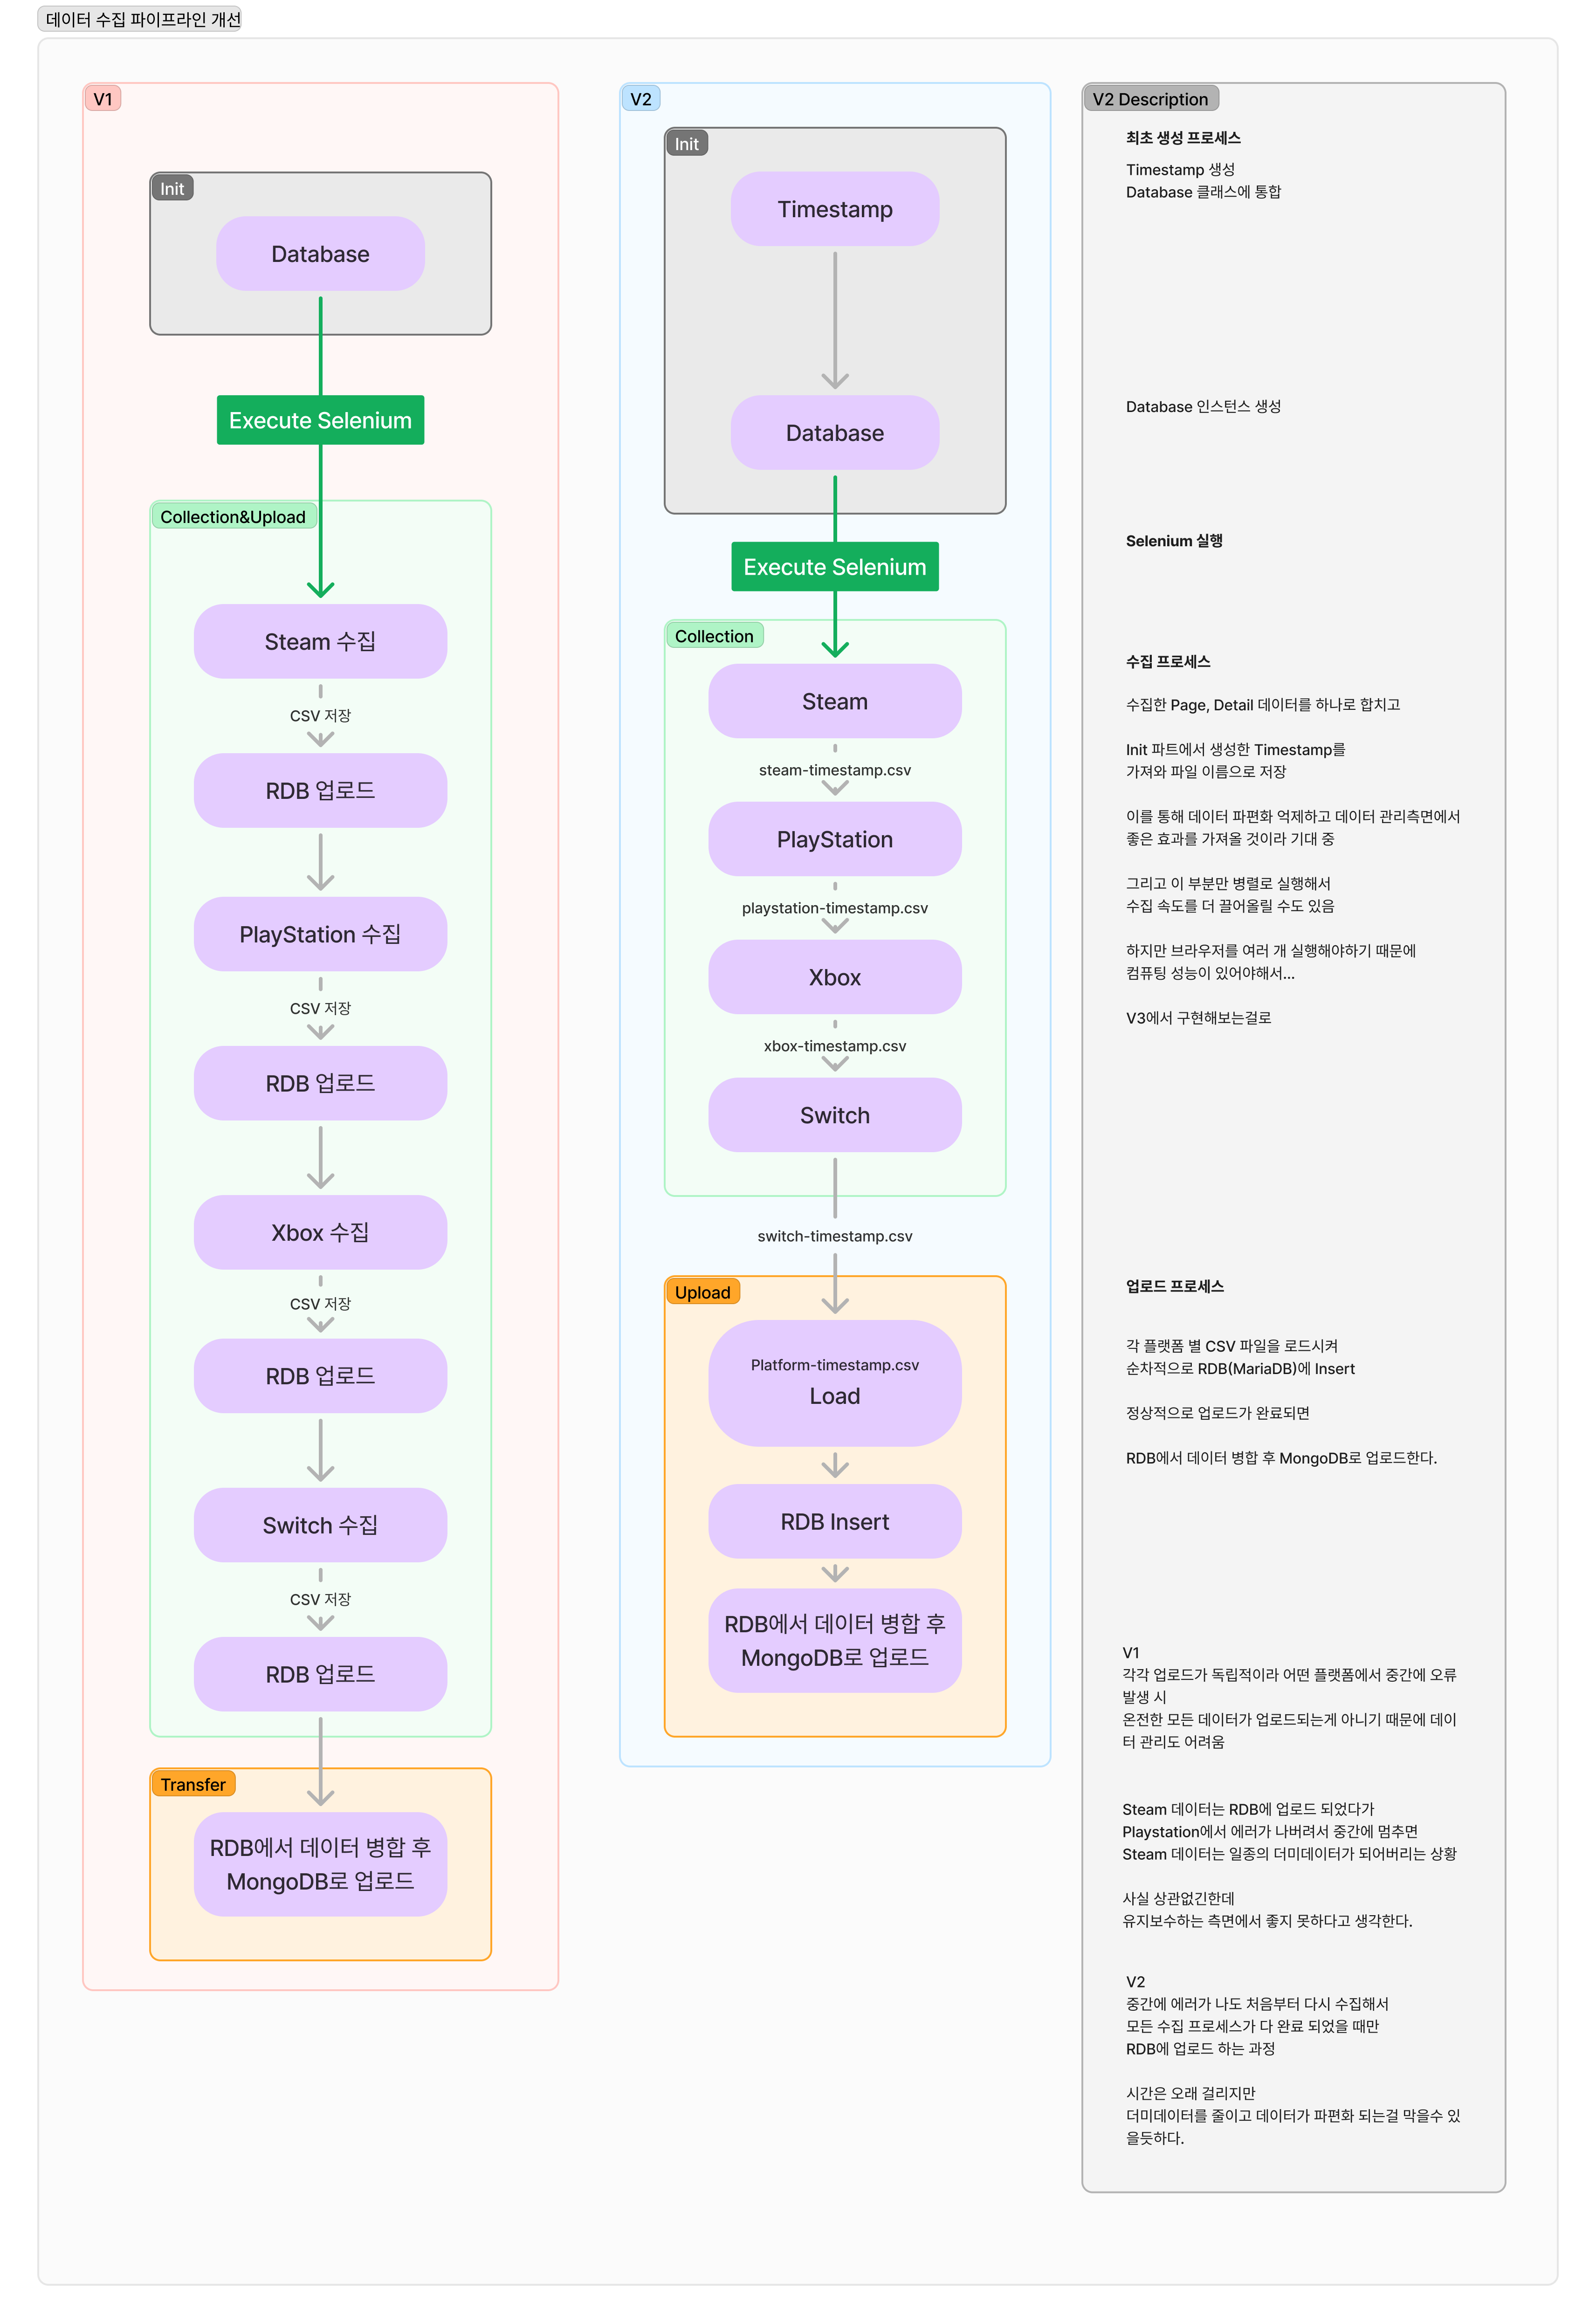 데이터 수집 파이프라인 개선
V1
Init
Database
Execute Selenium
Collection&Upload
Steam 수집
CSV 저장
RDB 업로드
PlayStation 수집
CSV 저장
RDB 업로드
Xbox 수집
CSV 저장
RDB 업로드
Switch 수집
CSV 저장
RDB 업로드
Transfer
RDB에서 데이터 병합 후
MongoDB로 업로드
V2
Init
Timestamp
Database
Execute Selenium
Collection
Steam
steam-timestamp.csv
PlayStation
playstation-timestamp.csv
Xbox
xbox-timestamp.csv
Switch
switch-timestamp.csv
Upload
Platform-timestamp.csv
Load
RDB Insert
RDB에서 데이터 병합 후
MongoDB로 업로드
V2 Description
최초 생성 프로세스
Timestamp 생성
Database 클래스에 통합
Database 인스턴스 생성
Selenium 실행
수집 프로세스
수집한 Page, Detail 데이터를 하나로 합치고
Init 파트에서 생성한 Timestamp를
가져와 파일 이름으로 저장
이를 통해 데이터 파편화 억제하고 데이터 관리측면에서
좋은 효과를 가져올 것이라 기대 중
그리고 이 부분만 병렬로 실행해서
수집 속도를 더 끌어올릴 수도 있음
하지만 브라우저를 여러 개 실행해야하기 때문에
컴퓨팅 성능이 있어야해서...
V3에서 구현해보는걸로
업로드 프로세스
각 플랫폼 별 CSV 파일을 로드시켜
순차적으로 RDB(MariaDB)에 Insert
정상적으로 업로드가 완료되면
RDB에서 데이터 병합 후 MongoDB로 업로드한다.
V1
각각 업로드가 독립적이라 어떤 플랫폼에서 중간에 오류
발생 시
온전한 모든 데이터가 업로드되는게 아니기 때문에 데이
터 관리도 어려움
Steam 데이터는 RDB에 업로드 되었다가
Playstation에서 에러가 나버려서 중간에 멈추면
Steam 데이터는 일종의 더미데이터가 되어버리는 상황
사실 상관없긴한데
유지보수하는 측면에서 좋지 못하다고 생각한다.
V2
중간에 에러가 나도 처음부터 다시 수집해서
모든 수집 프로세스가 다 완료 되었을 때만
RDB에 업로드 하는 과정
시간은 오래 걸리지만
더미데이터를 줄이고 데이터가 파편화 되는걸 막을수 있
을듯하다.